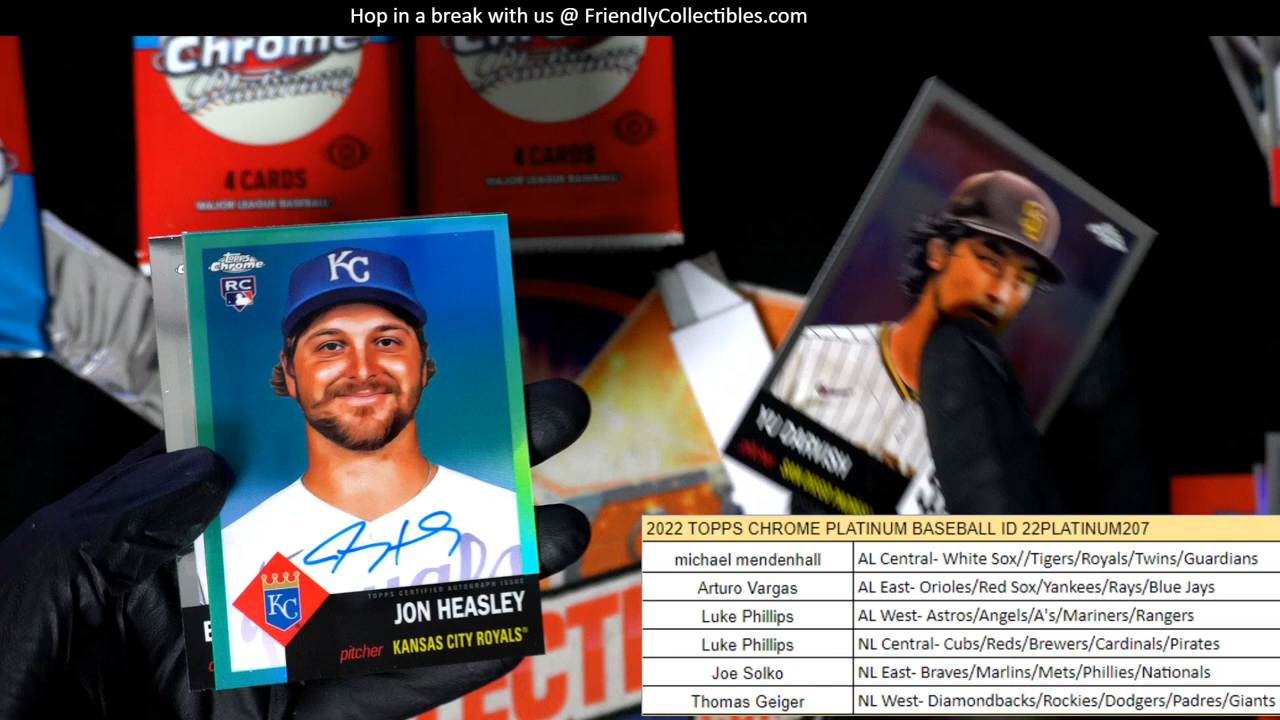 Hop in a break with us @ FriendlyCollectibles.com
Chrome
Platinum
4 CARDS
MAJOR LEAGUE BASEBALL
Chrome
Platinum
4 CARDS
MAJOR LEAGUE BASEBALL
Topps
Chrome
RC
KC
TOPPS CERTIFIED AUTOGRAPH ISSUE
KC
JON HEASLEY
pitcher KANSAS CITY ROYALS®
SD
YU DARVISH
2022 TOPPS CHROME PLATINUM BASEBALL ID 22PLATINUM207
michael mendenhall AL Central- White Sox//Tigers/Royals/Twins/Guardians
Arturo Vargas AL East- Orioles/Red Sox/Yankees/Rays/Blue Jays
Luke Phillips AL West- Astros/Angels/A's/Mariners/Rangers
Luke Phillips NL Central- Cubs/Reds/Brewers/Cardinals/Pirates
Joe Solko NL East- Braves/Marlins/Mets/Phillies/Nationals
Thomas Geiger NL West- Diamondbacks/Rockies/Dodgers/Padres/Giants